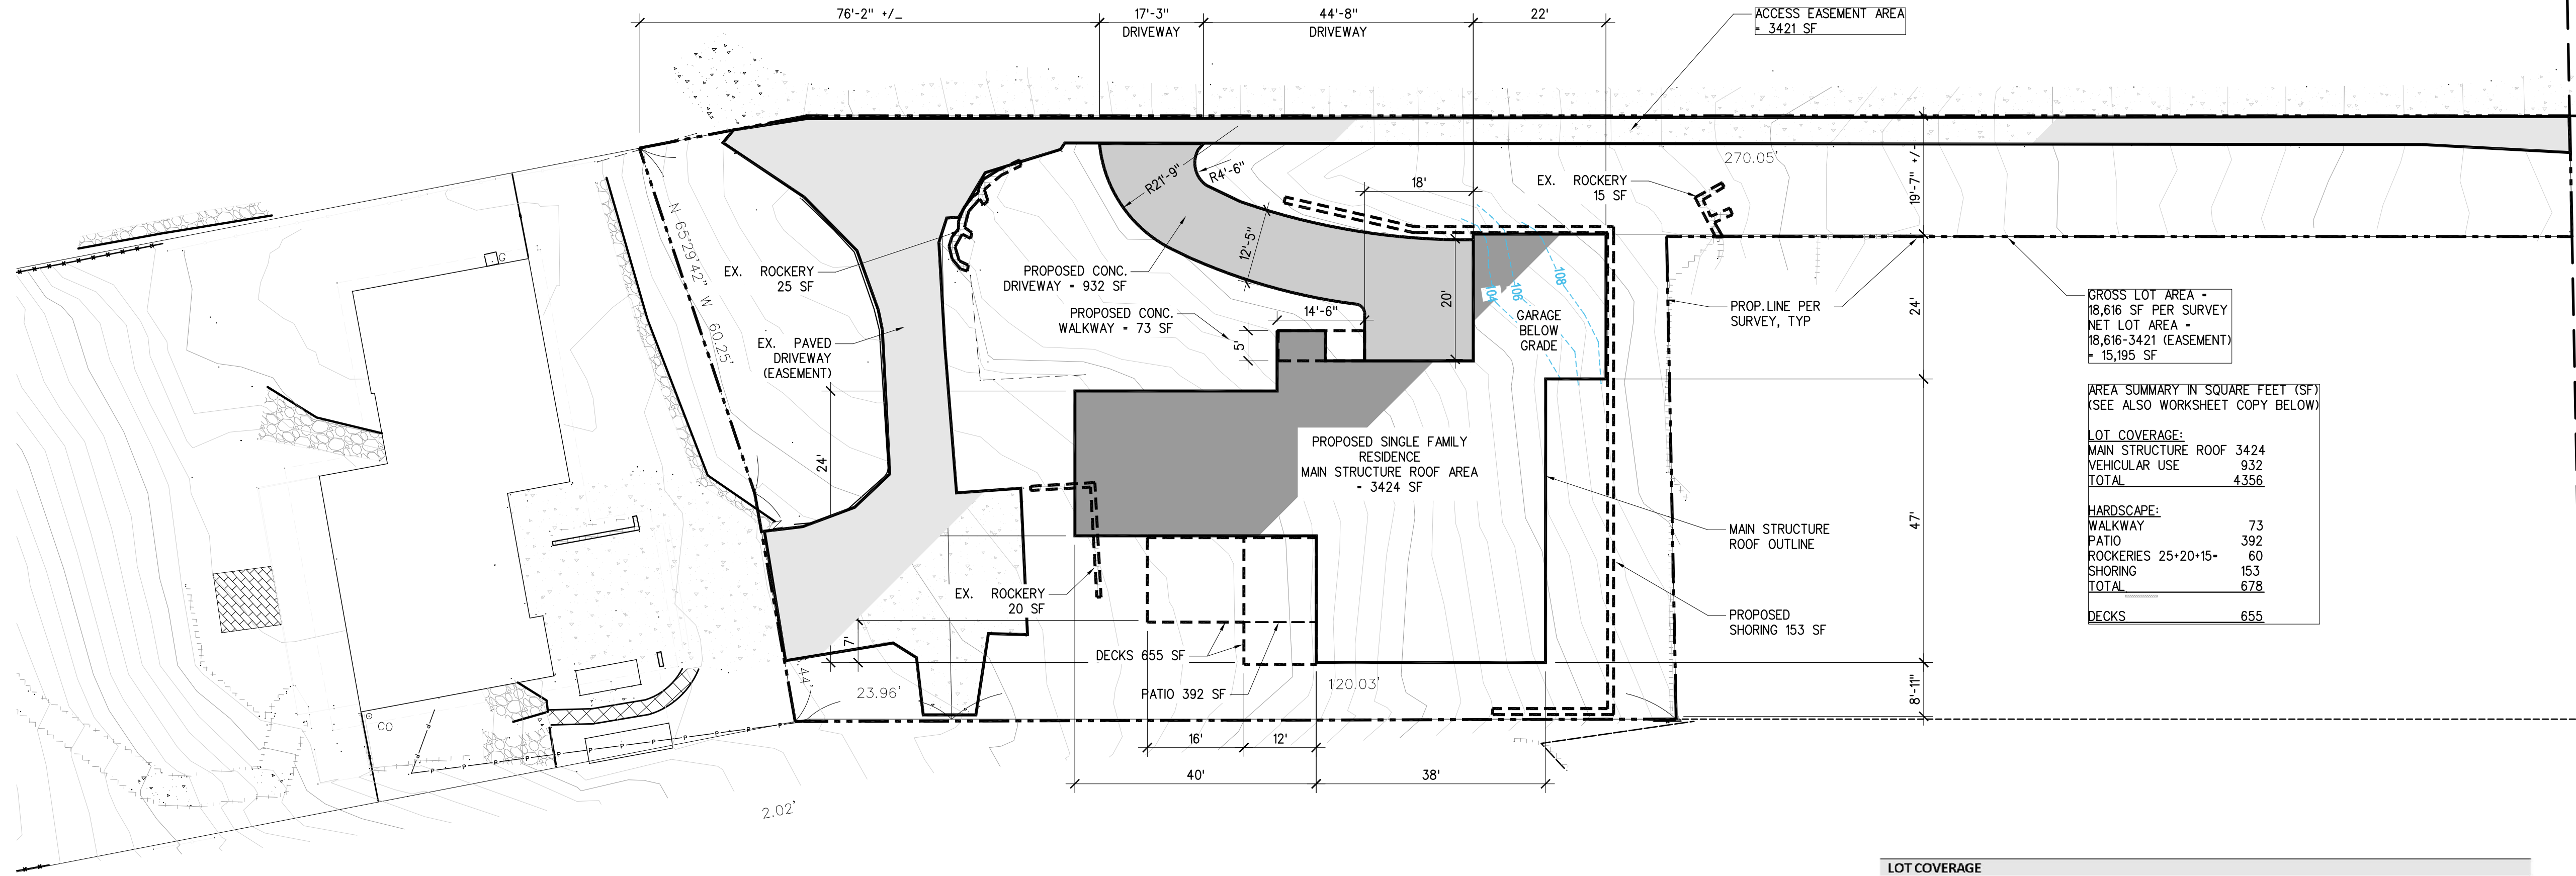 76'-2" +/_
17'-3"
DRIVEWAY
44'-8"
DRIVEWAY
22'
ACCESS EASEMENT AREA
= 3421 SF
270.05'
19'-7" +/-
R21'-9"
R4'-6"
18'
EX. ROCKERY
15 SF
N 65°29'42" W 60.25'
G
EX. ROCKERY
25 SF
PROPOSED CONC.
DRIVEWAY = 932 SF
12'-5"
PROPOSED CONC.
WALKWAY = 73 SF
14'-6"
5'
20'
104
106
108
GARAGE
BELOW
GRADE
PROP.LINE PER
SURVEY, TYP
24'
GROSS LOT AREA =
18,616 SF PER SURVEY
NET LOT AREA =
18,616-3421 (EASEMENT)
= 15,195 SF
EX. PAVED
DRIVEWAY
(EASEMENT)
AREA SUMMARY IN SQUARE FEET (SF)
(SEE ALSO WORKSHEET COPY BELOW)
LOT COVERAGE:
MAIN STRUCTURE ROOF 3424
VEHICULAR USE 932
TOTAL 4356
HARDSCAPE:
WALKWAY 73
PATIO 392
ROCKERIES 25+20+15= 60
SHORING 153
TOTAL 678
DECKS 655
24'
PROPOSED SINGLE FAMILY
RESIDENCE
MAIN STRUCTURE ROOF AREA
= 3424 SF
47'
MAIN STRUCTURE
ROOF OUTLINE
EX. ROCKERY
20 SF
PROPOSED
SHORING 153 SF
7'
DECKS 655 SF
PATIO 392 SF
23.96'
.44'
120.03'
8'-11"
CO
P P P P P P P P P P
16'
12'
40'
38'
2.02'
LOT COVERAGE